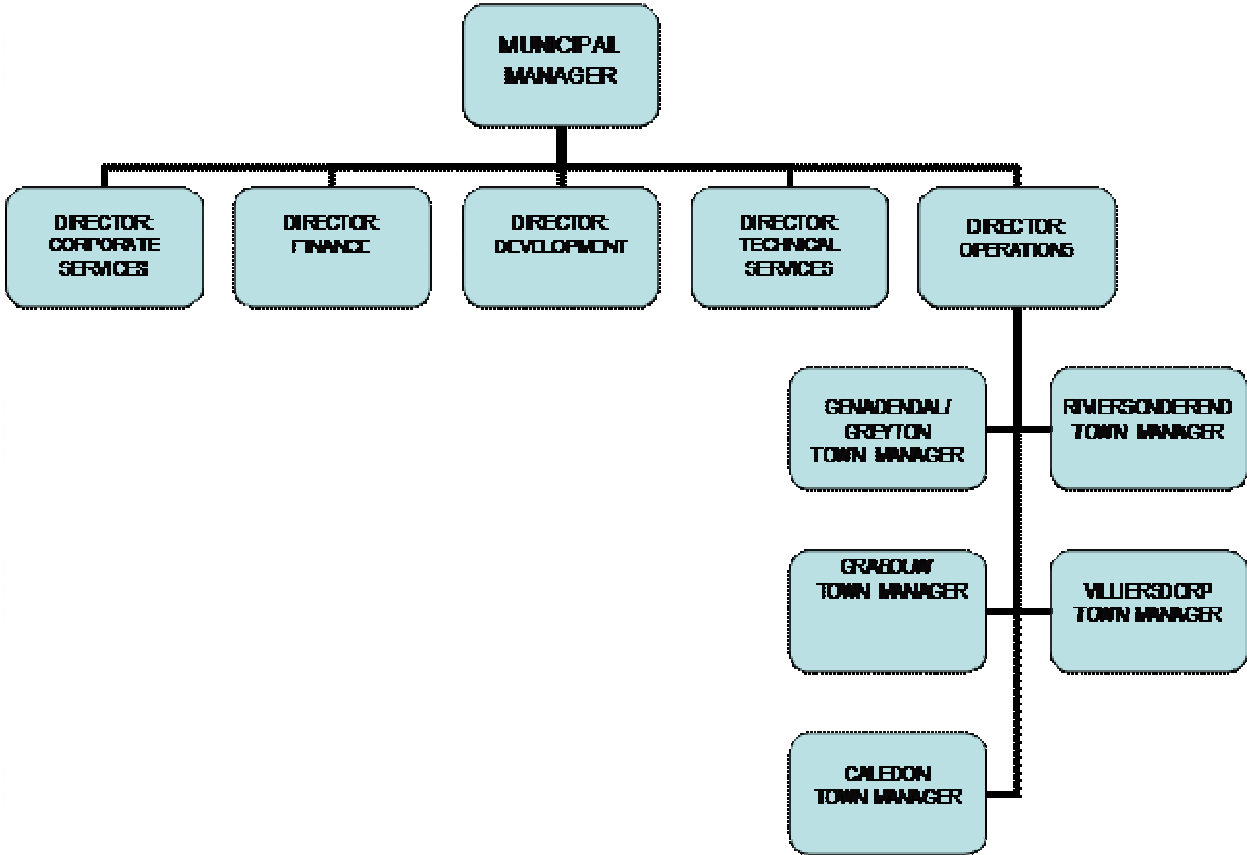 MUNICIPAL
MANAGER
DIRECTOR:
CORPORATE
SERVICES
DIRECTOR:
FINANCE
DIRECTOR:
DEVELOPMENT
DIRECTOR:
TECHNICAL
SERVICES
DIRECTOR:
OPERATIONS
GENADENDAL/
GREYTON
TOWN MANAGER
RIVIERSONDEREND
TOWN MANAGER
GRABOUW
TOWN MANAGER
VILLIERSDORP
TOWN MANAGER
CALEDON
TOWN MANAGER